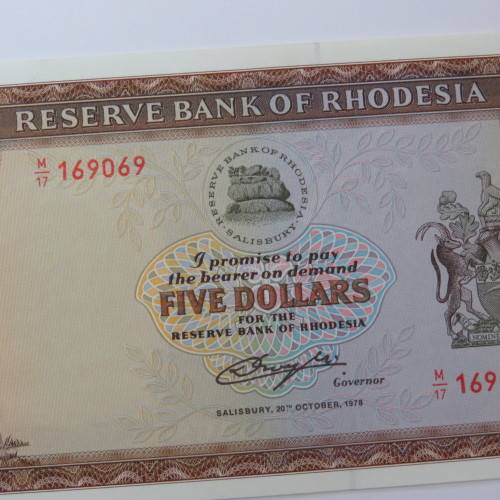 RESERVE BANK OF RHODESIA
M/17 169069
RESERVE BANK OF RHODESIA
SALISBURY
I promise to pay
the bearer on demand
FIVE DOLLARS
FOR THE
RESERVE BANK OF RHODESIA
Governor
M/17 169
SALISBURY, 20TH OCTOBER, 1978